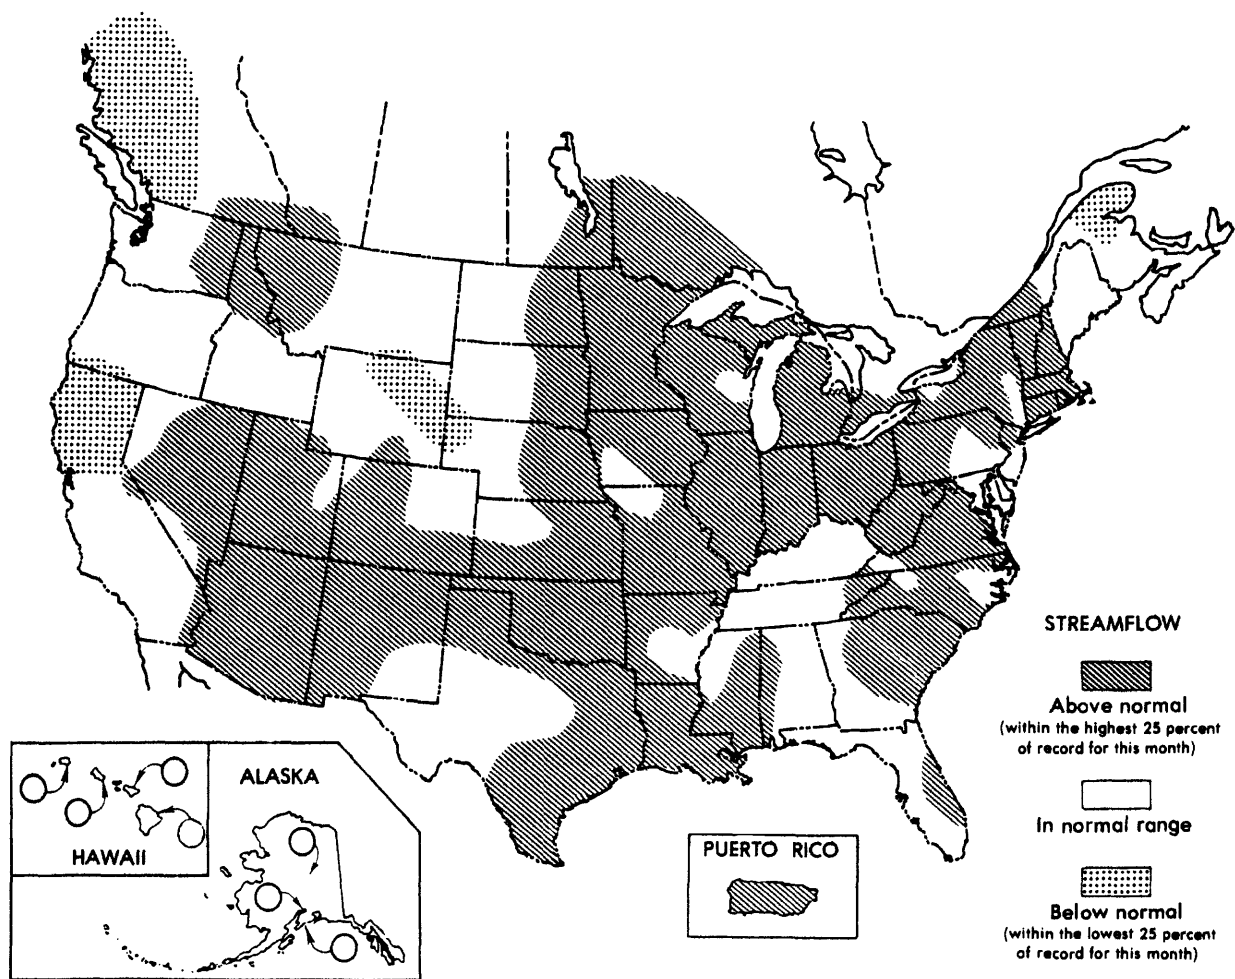 STREAMFLOW
Above normal
(within the highest 25 percent
of record for this month)
In normal range
Below normal
(within the lowest 25 percent
of record for this month)
ALASKA
HAWAII
PUERTO RICO